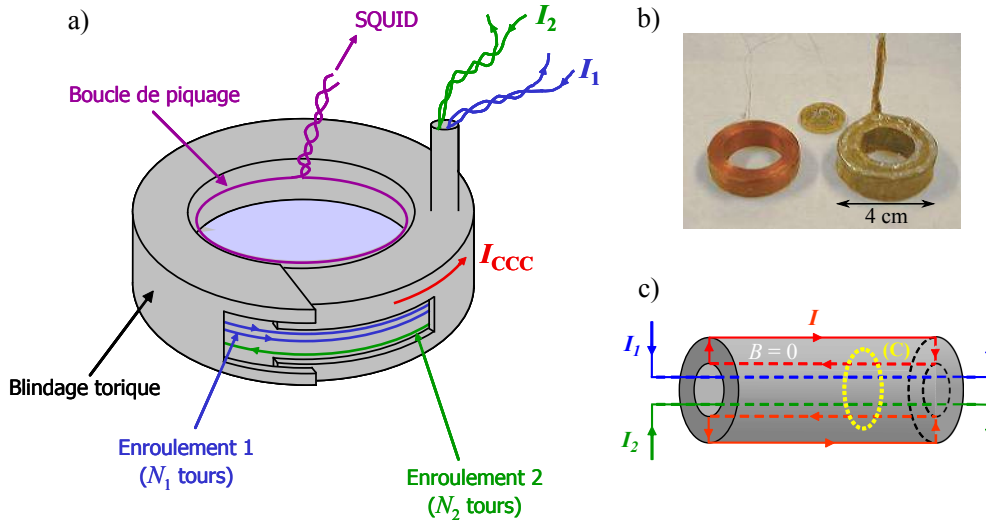 a)
SQUID
I2
I1
Boucle de piquage
ICCC
Blindage torique
Enroulement 1
(N1 tours)
Enroulement 2
(N2 tours)
b)
4 cm
c)
I
I1
B = 0
(C)
I2